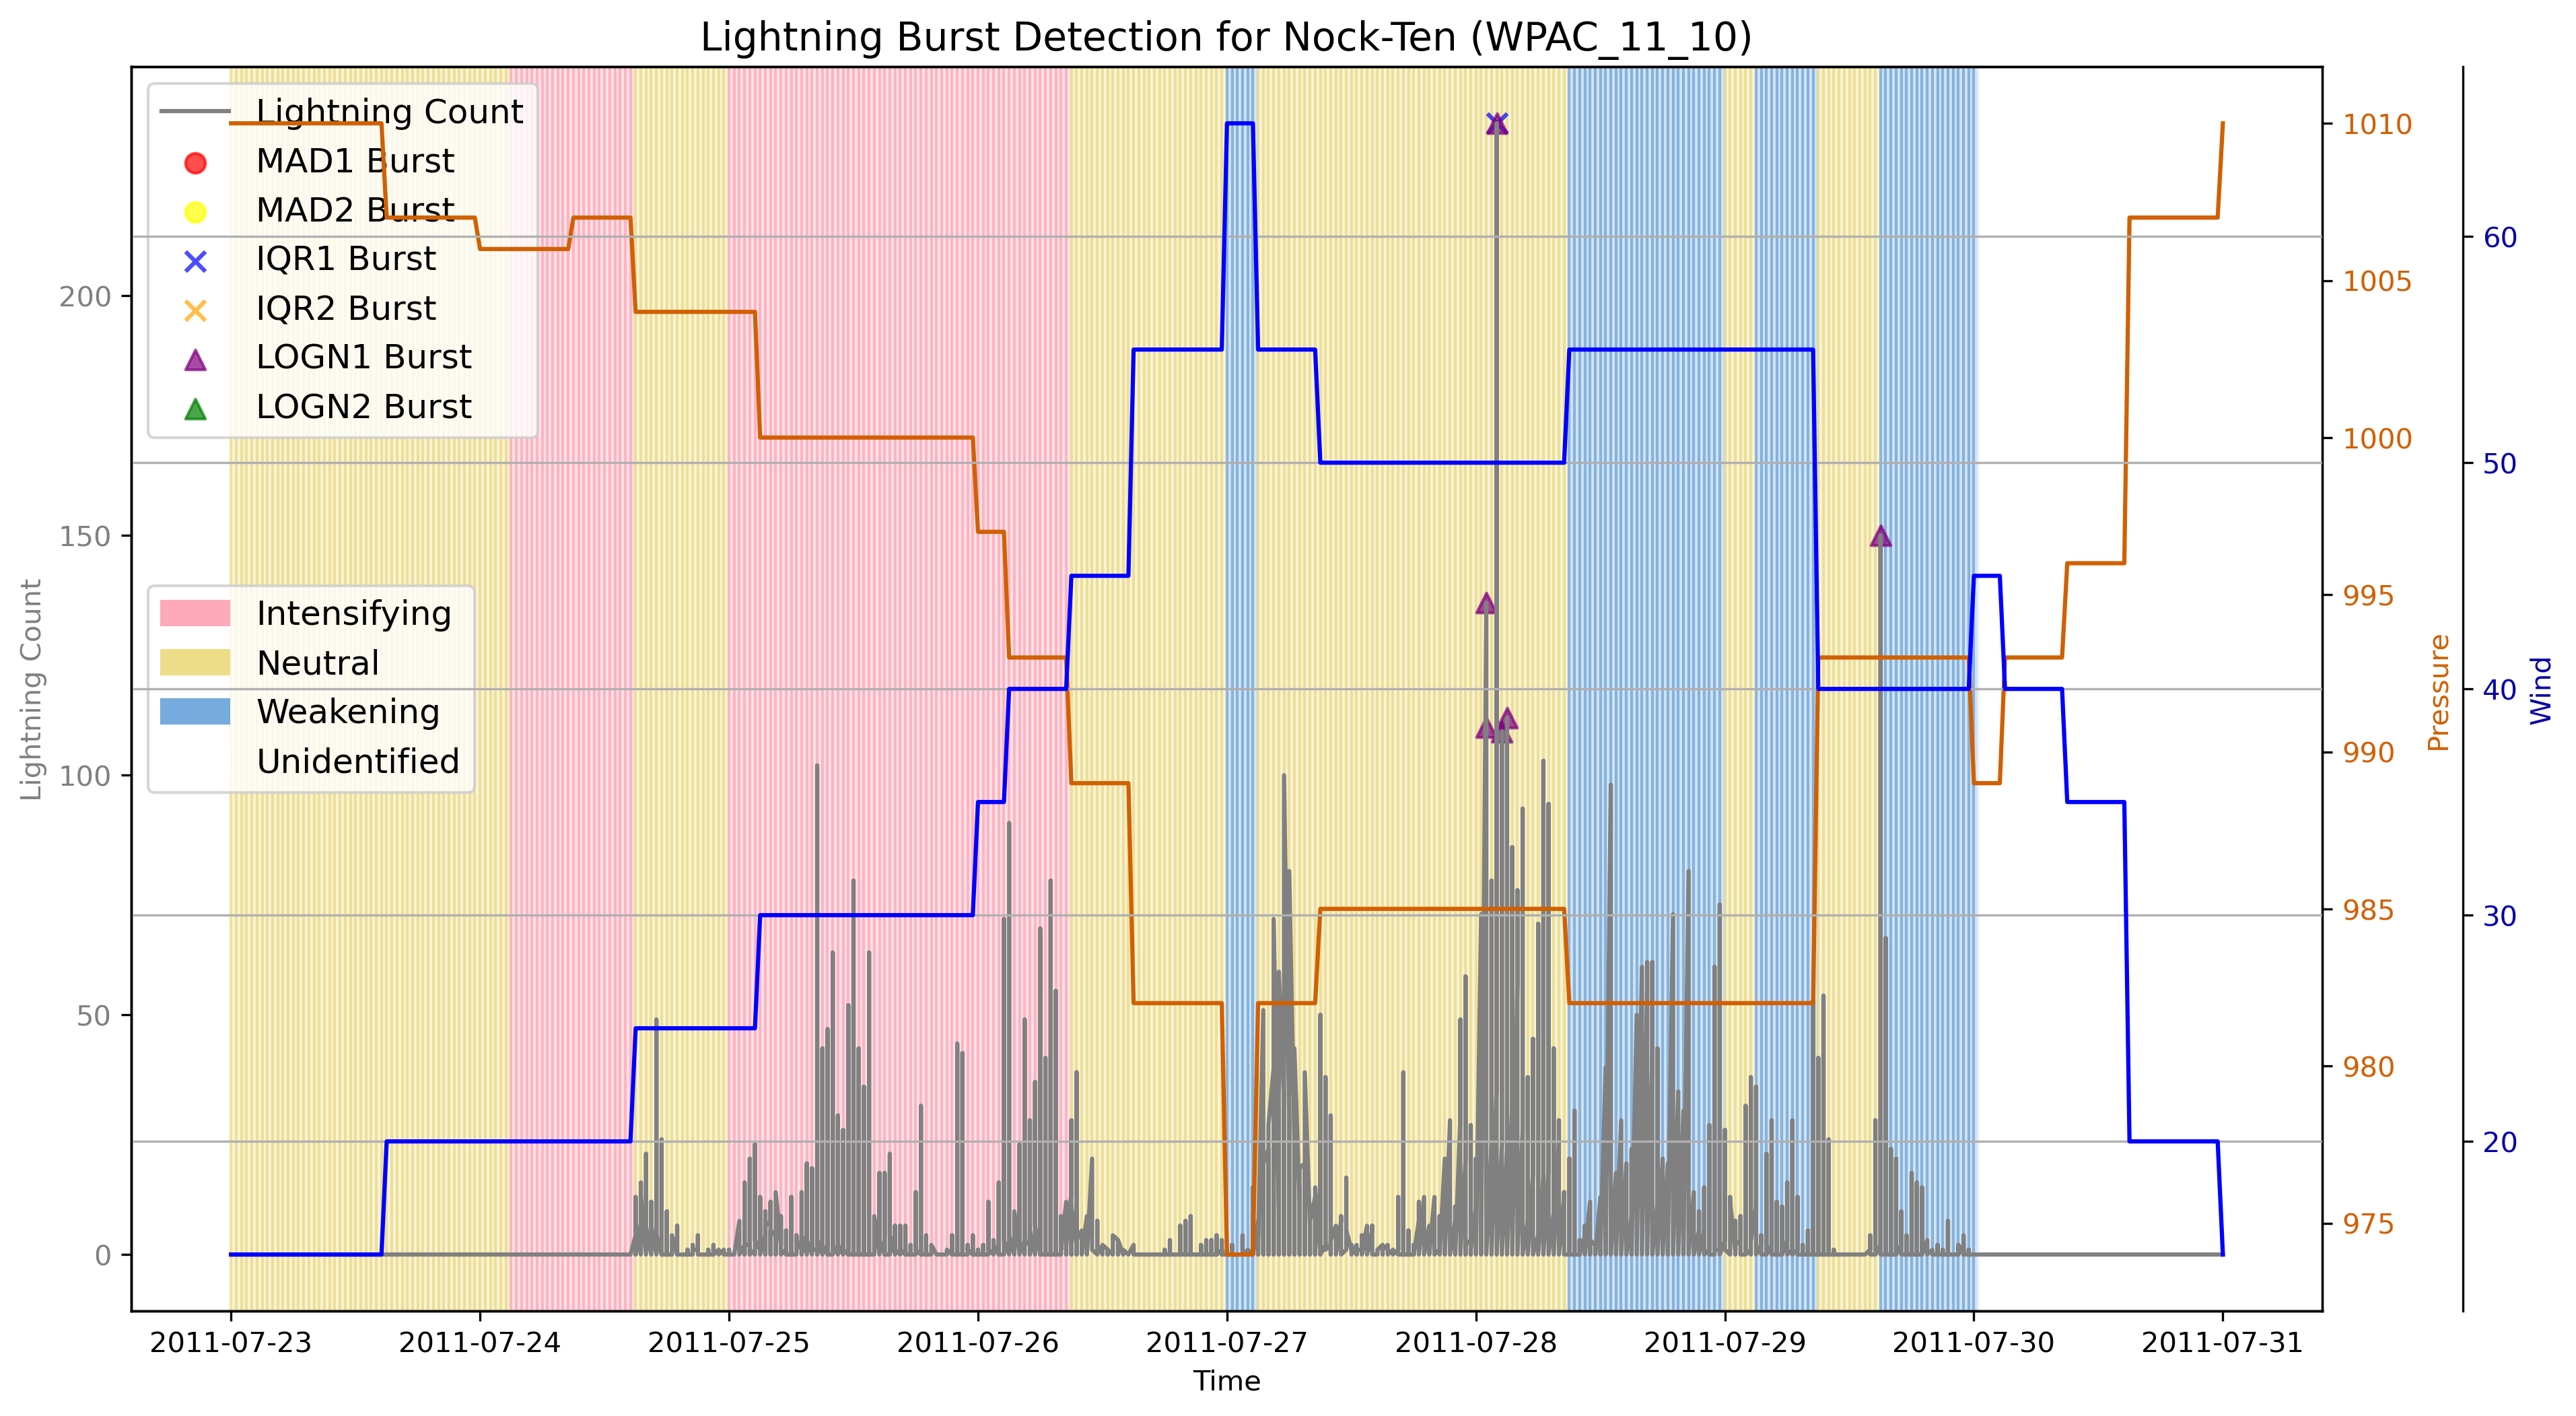 Lightning Burst Detection for Nock-Ten (WPAC_11_10)
Lightning Count
MAD1 Burst
MAD2 Burst
IQR1 Burst
IQR2 Burst
LOGN1 Burst
LOGN2 Burst
Intensifying
Neutral
Weakening
Unidentified
Lightning Count
200
150
100
50
0
1010
1005
1000
995
990
985
980
975
Pressure
60
50
40
30
20
Wind
2011-07-23 2011-07-24 2011-07-25 2011-07-26 2011-07-27 2011-07-28 2011-07-29 2011-07-30 2011-07-31
Time